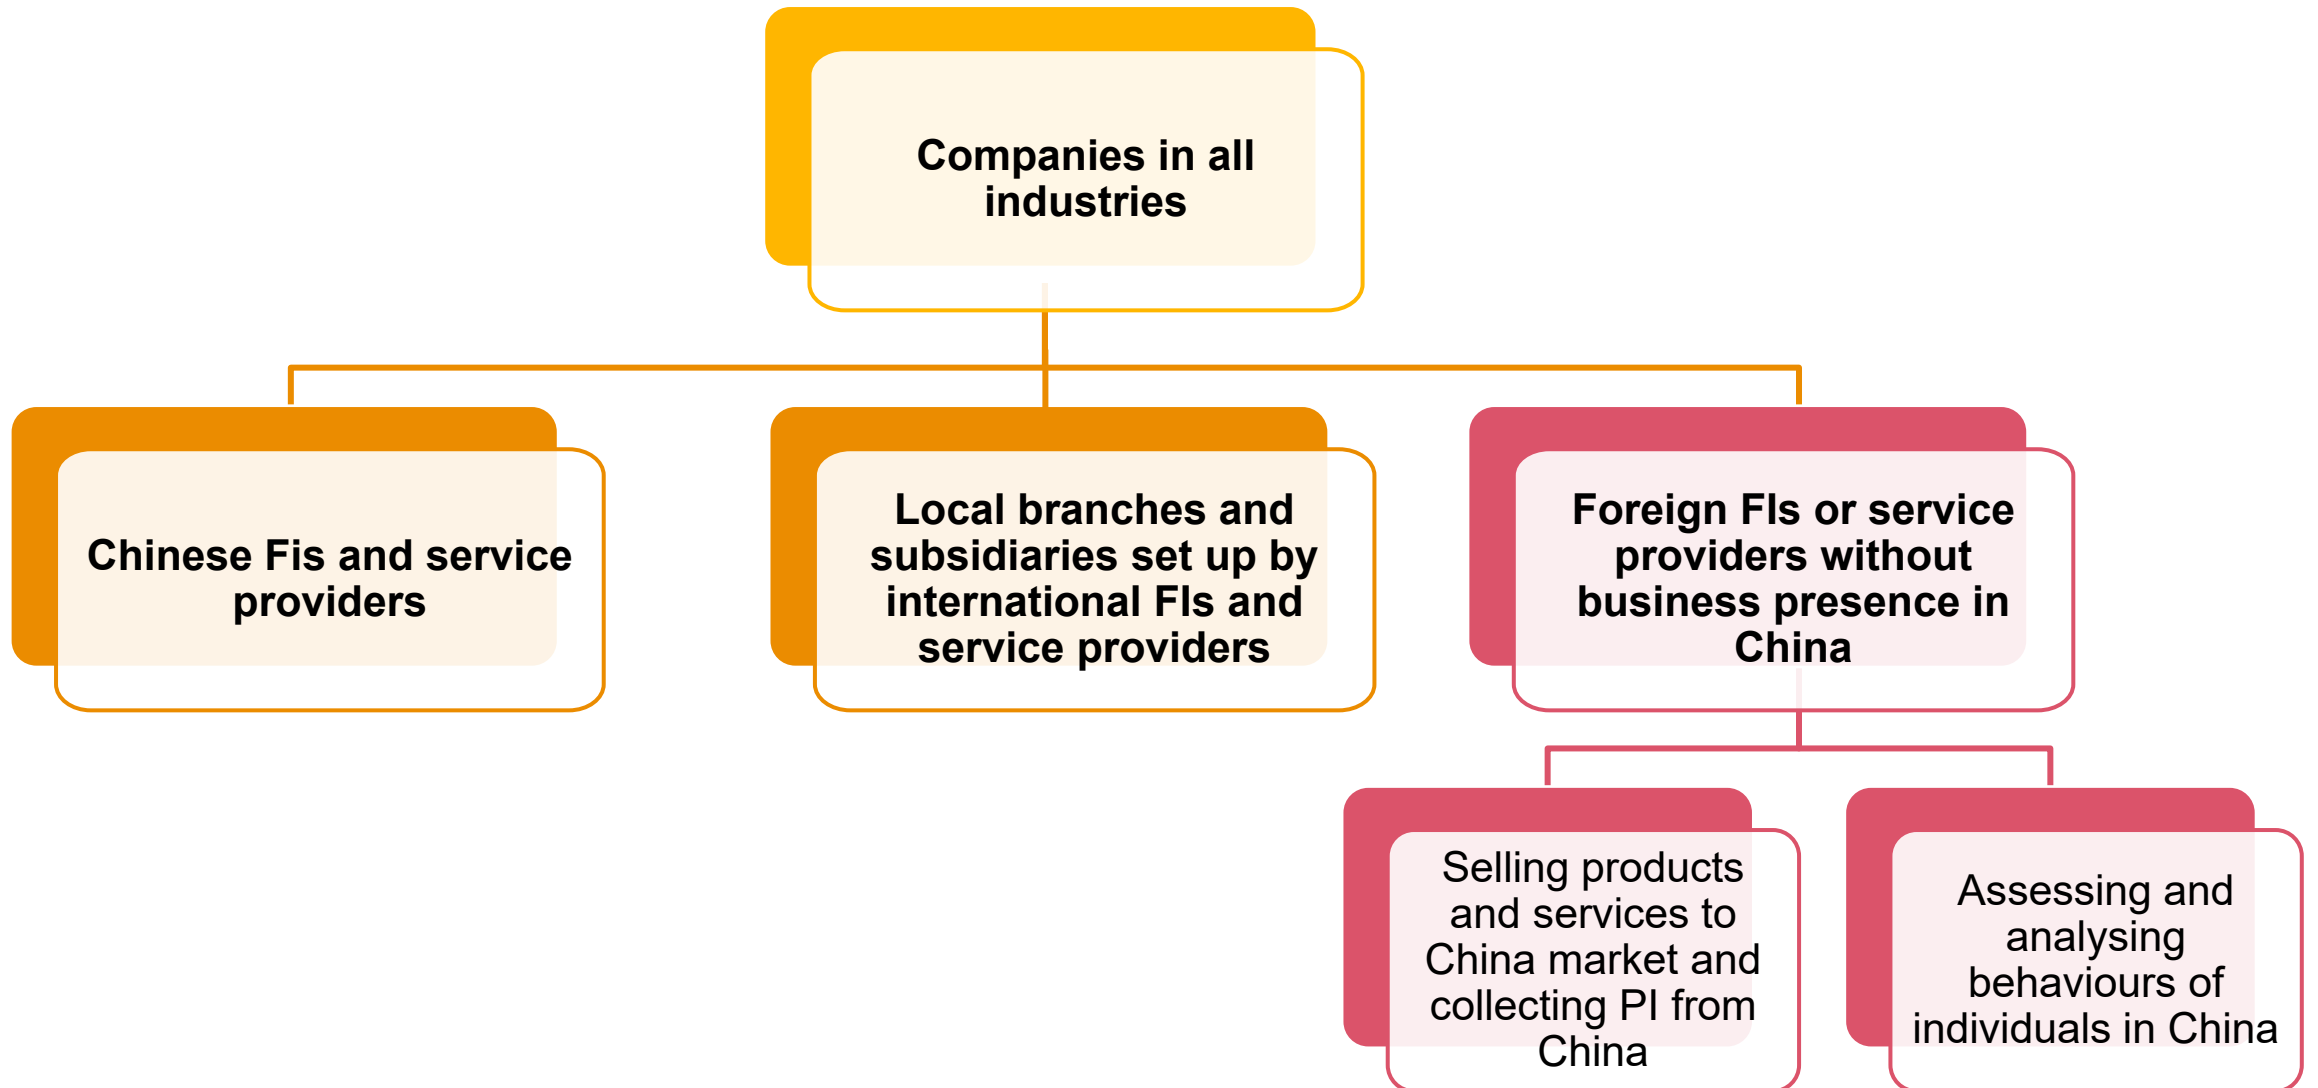 Companies in all
industries
Chinese Fis and service
providers
Local branches and
subsidiaries set up by
international FIs and
service providers
Foreign FIs or service
providers without
business presence in
China
Selling products
and services to
China market and
collecting PI from
China
Assessing and
analysing
behaviours of
individuals in China